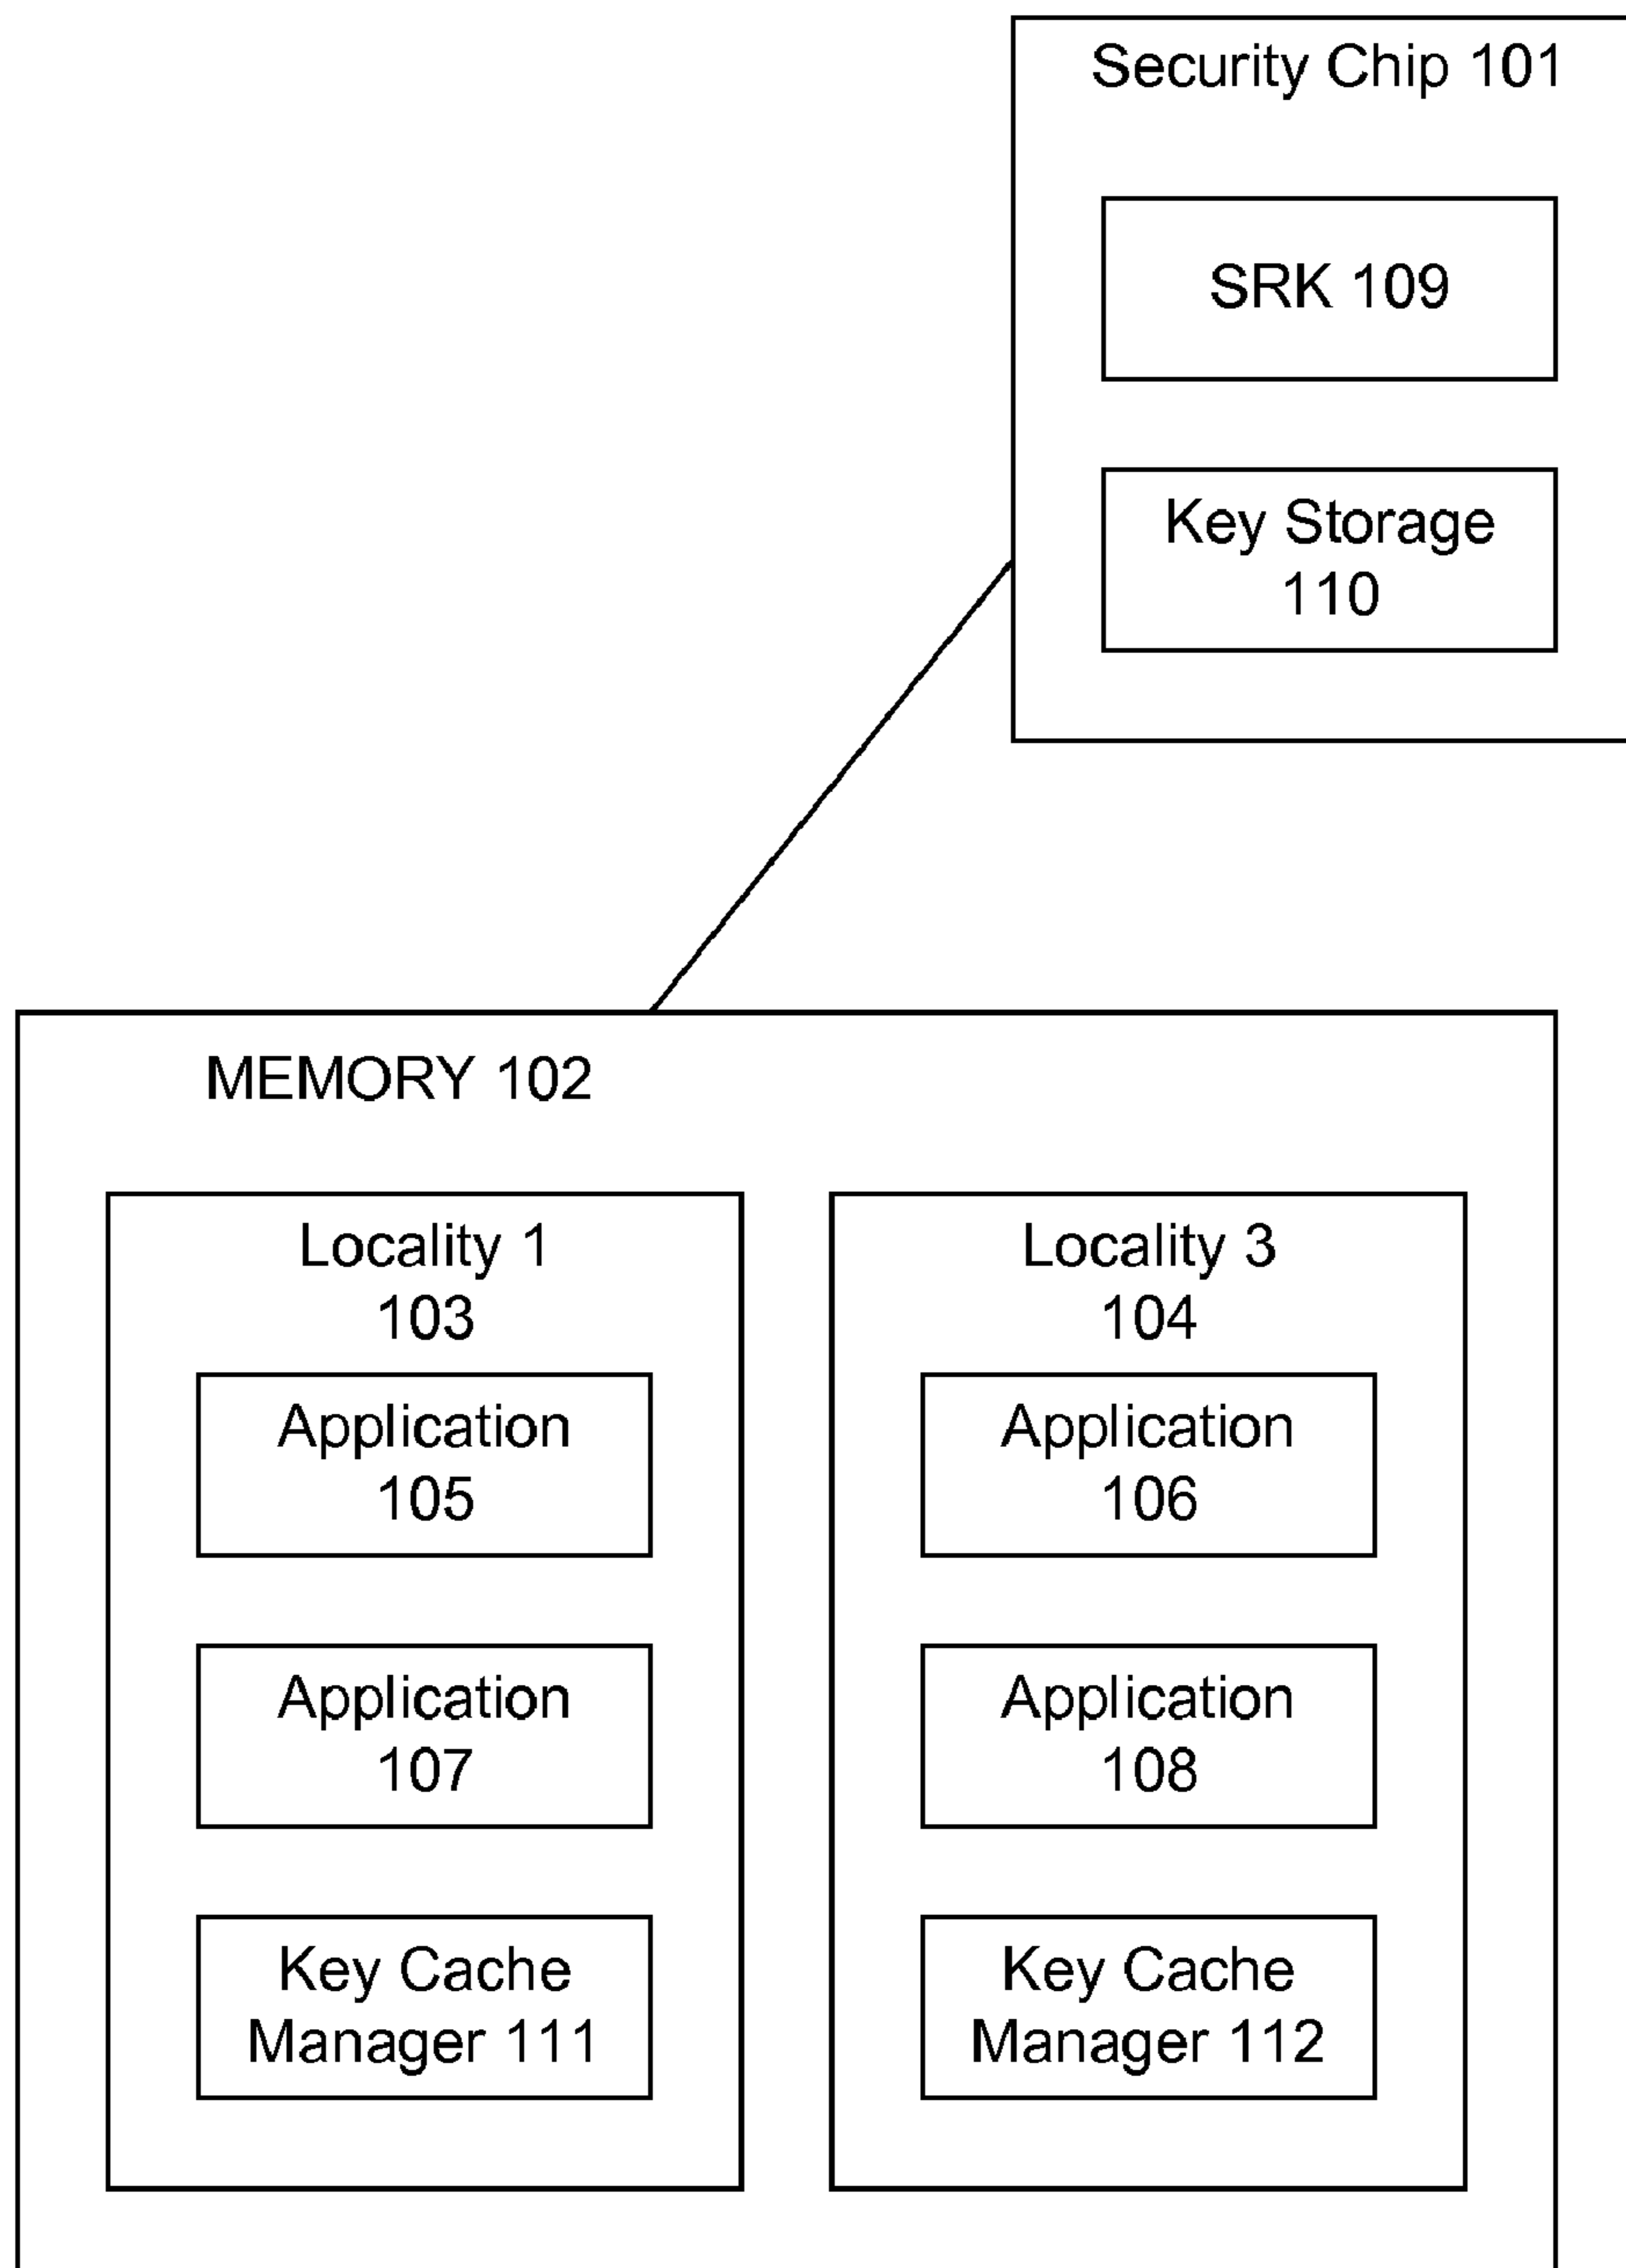 Security Chip 101
SRK 109
Key Storage
110
MEMORY 102
Locality 1
103
Application
105
Application
107
Key Cache
Manager 111
Locality 3
104
Application
106
Application
108
Key Cache
Manager 112